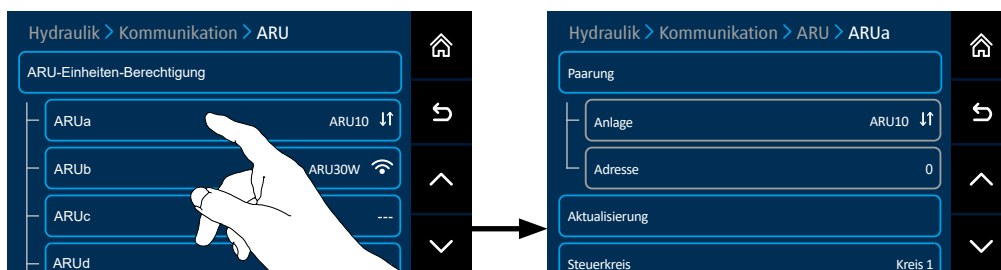 Hydraulik > Kommunikation > ARU
ARU-Einheiten-Berechtigung
ARUa ARU10
ARUb ARU30W
ARUc ---
ARUd
Hydraulik > Kommunikation > ARU > ARUa
Paarung
Anlage ARU10
Adresse 0
Aktualisierung
Steuerkreis Kreis 1